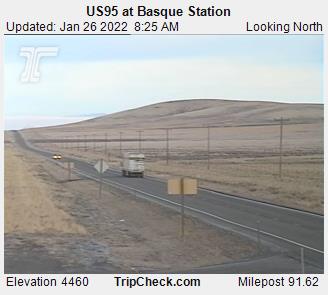 US95 at Basque Station
Updated: Jan 26 2022 8:25 AM Looking North
Elevation 4460 TripCheck.com Milepost 91.62